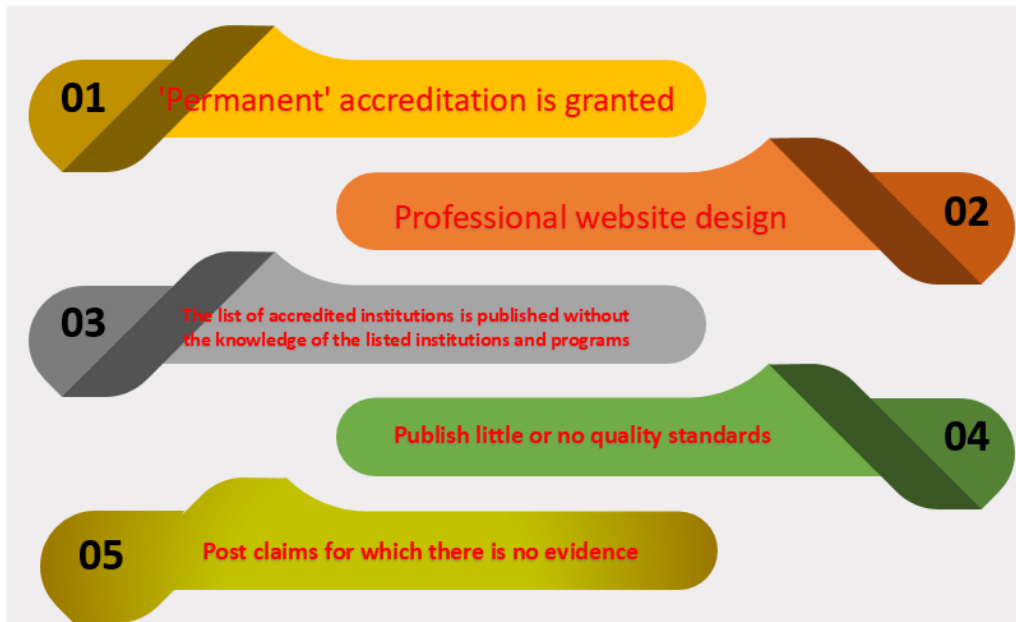 01
'Permanent' accreditation is granted
Professional website design
02
03
The list of accredited institutions is published without
the knowledge of the listed institutions and programs
Publish little or no quality standards
04
05
Post claims for which there is no evidence